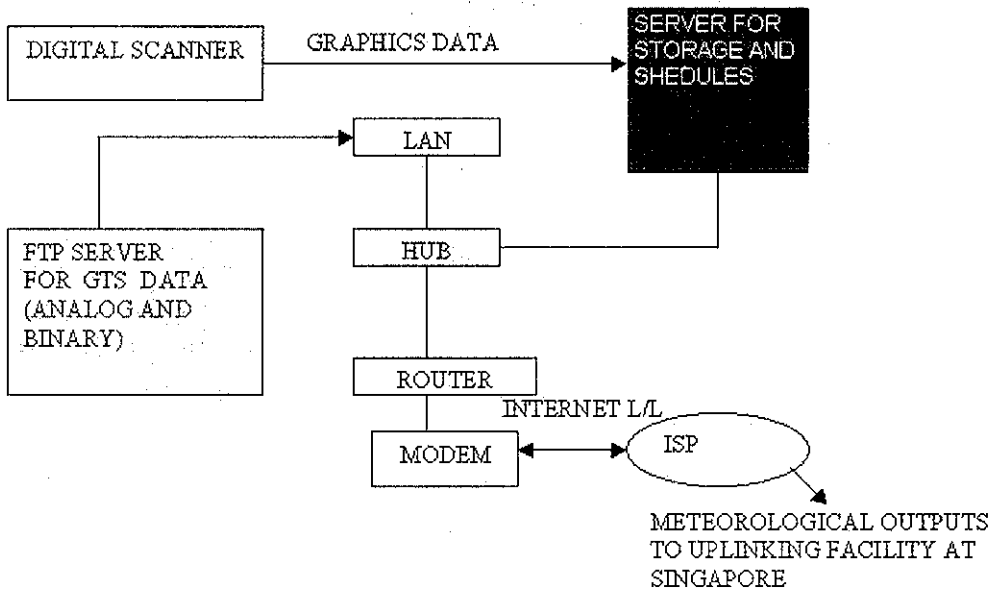 DIGITAL SCANNER
GRAPHICS DATA
SERVER FOR
STORAGE AND
SHEDULES
LAN
FTP SERVER
FOR GTS DATA
(ANALOG AND
BINARY)
HUB
ROUTER
INTERNET L/L
MODEM
ISP
METEOROLOGICAL OUTPUTS
TO UPLINKING FACILITY AT
SINGAPORE